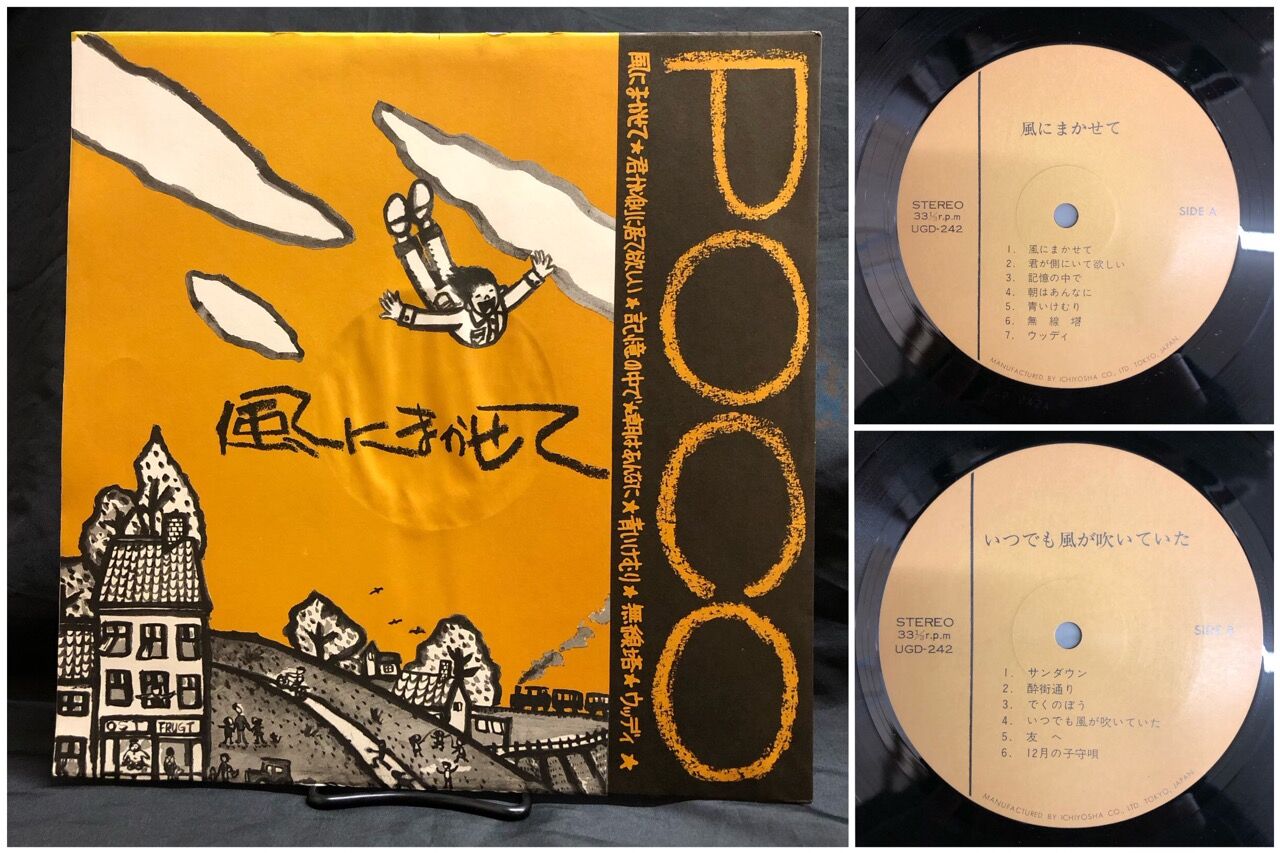 POCO
風にまかせて★君が側に居て欲しい★記憶の中で★朝はあんなに★青いけむり★無線塔★ウッディ★
風にまかせて
OST
FRUGT
風にまかせて
STEREO
33⅓r.p.m
UGD-242
SIDE A
1. 風にまかせて
2. 君が側にいて欲しい
3. 記憶の中で
4. 朝はあんなに
5. 青いけむり
6. 無線塔
7. ウッディ
MANUFACTURED BY ICHIYOSHA CO., LTD. TOKYO, JAPAN
いつでも風が吹いていた
STEREO
33⅓r.p.m
UGD-242
SIDE B
1. サンダウン
2. 酔街通り
3. でくのぼう
4. いつでも風が吹いていた
5. 友へ
6. 12月の子守唄
MANUFACTURED BY ICHIYOSHA CO., LTD. TOKYO, JAPAN